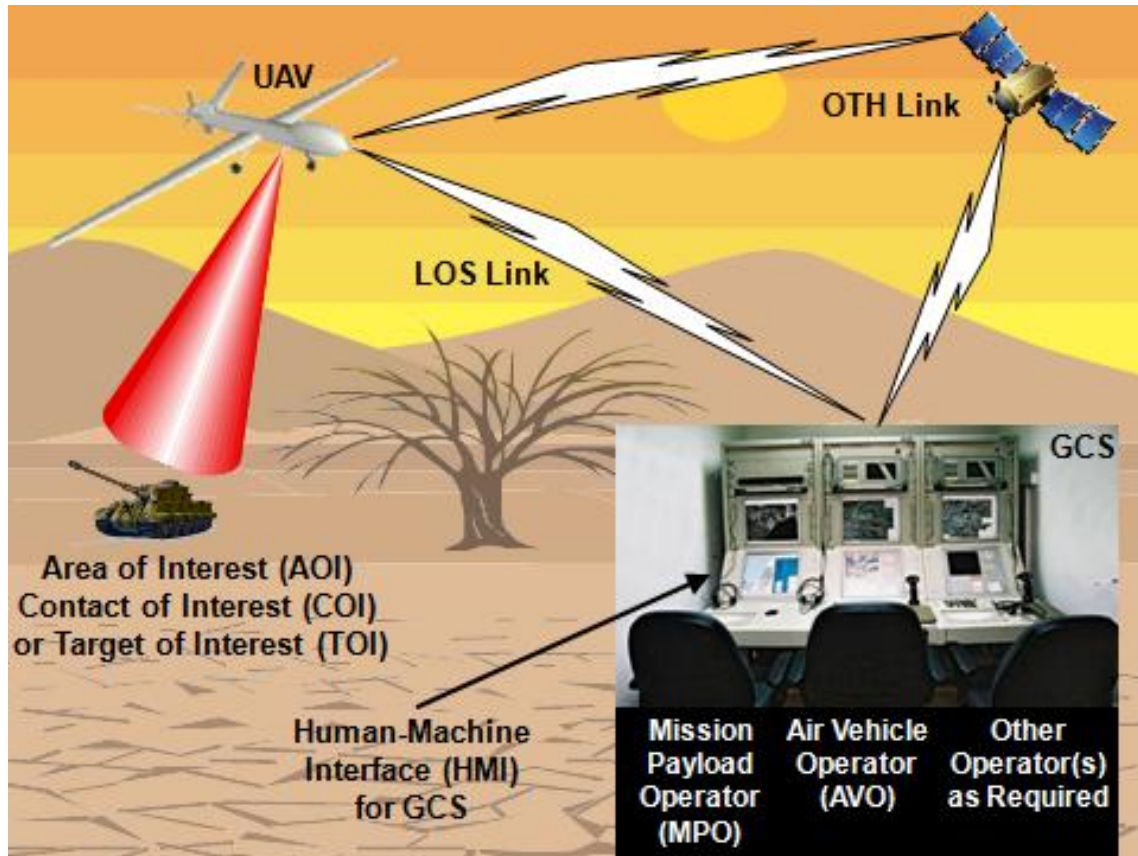 UAV
OTH Link
LOS Link
GCS
Area of Interest (AOI)
Contact of Interest (COI)
or Target of Interest (TOI)
Human-Machine
Interface (HMI)
for GCS
Mission
Payload
Operator
(MPO)
Air Vehicle
Operator
(AVO)
Other
Operator(s)
as Required